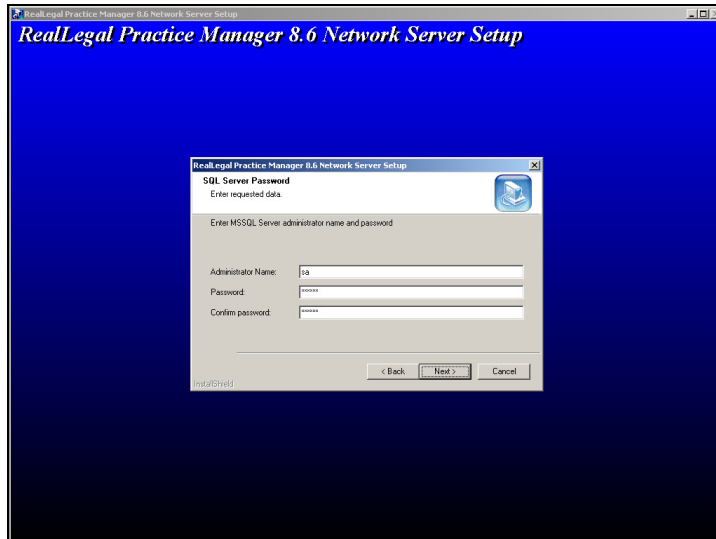 RealLegal Practice Manager 8.6 Network Server Setup
RealLegal Practice Manager 8.6 Network Server Setup
RealLegal Practice Manager 8.6 Network Server Setup
SQL Server Password
Enter requested data.
Enter MSSQL Server administrator name and password
Administrator Name: sa
Password: *****
Confirm password: *****
InstallShield
< Back Next > Cancel